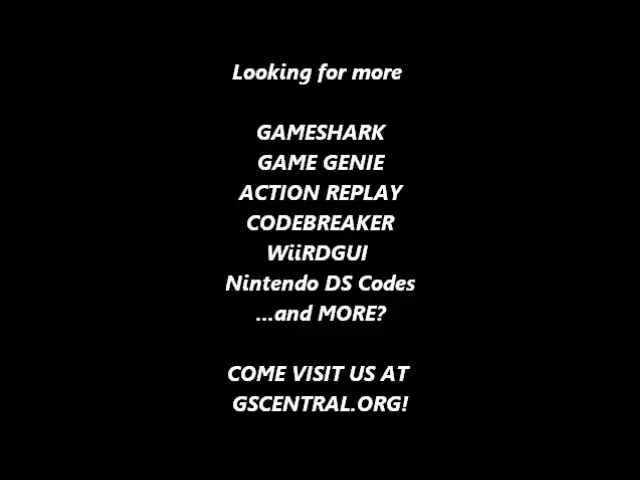 Looking for more
GAMESHARK
GAME GENIE
ACTION REPLAY
CODEBREAKER
WiiRDGUI
Nintendo DS Codes
...and MORE?
COME VISIT US AT
GSCENTRAL.ORG!